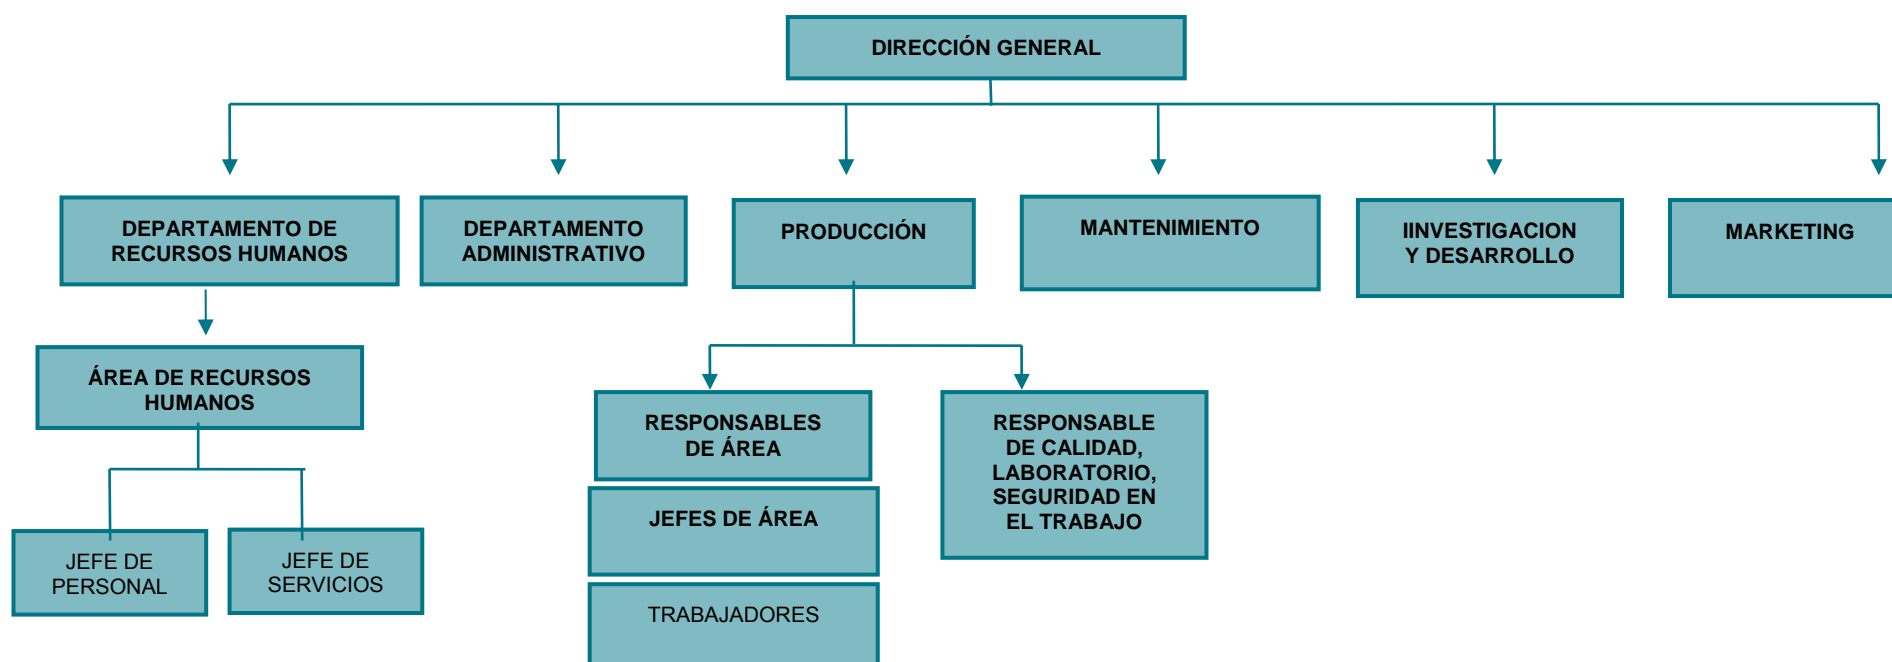 DIRECCIÓN GENERAL
DEPARTAMENTO DE
RECURSOS HUMANOS
DEPARTAMENTO
ADMINISTRATIVO
PRODUCCIÓN
MANTENIMIENTO
IINVESTIGACION
Y DESARROLLO
MARKETING
ÁREA DE RECURSOS
HUMANOS
JEFE DE
PERSONAL
JEFE DE
SERVICIOS
RESPONSABLES
DE ÁREA
JEFES DE ÁREA
TRABAJADORES
RESPONSABLE
DE CALIDAD,
LABORATORIO,
SEGURIDAD EN
EL TRABAJO